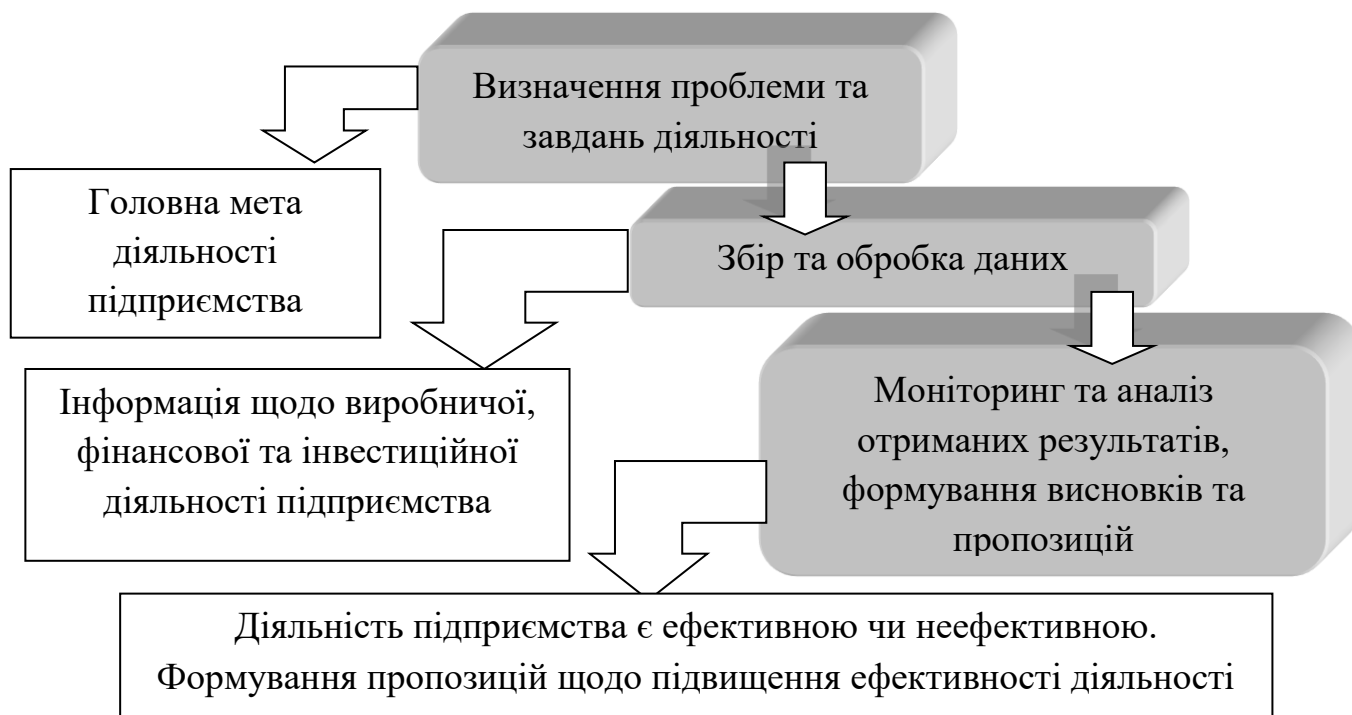 Визначення проблеми та
завдань діяльності
Головна мета
діяльності
підприємства
Збір та обробка даних
Інформація щодо виробничої,
фінансової та інвестиційної
діяльності підприємства
Моніторинг та аналіз
отриманих результатів,
формування висновків та
пропозицій
Діяльність підприємства є ефективною чи неефективною.
Формування пропозицій щодо підвищення ефективності діяльності